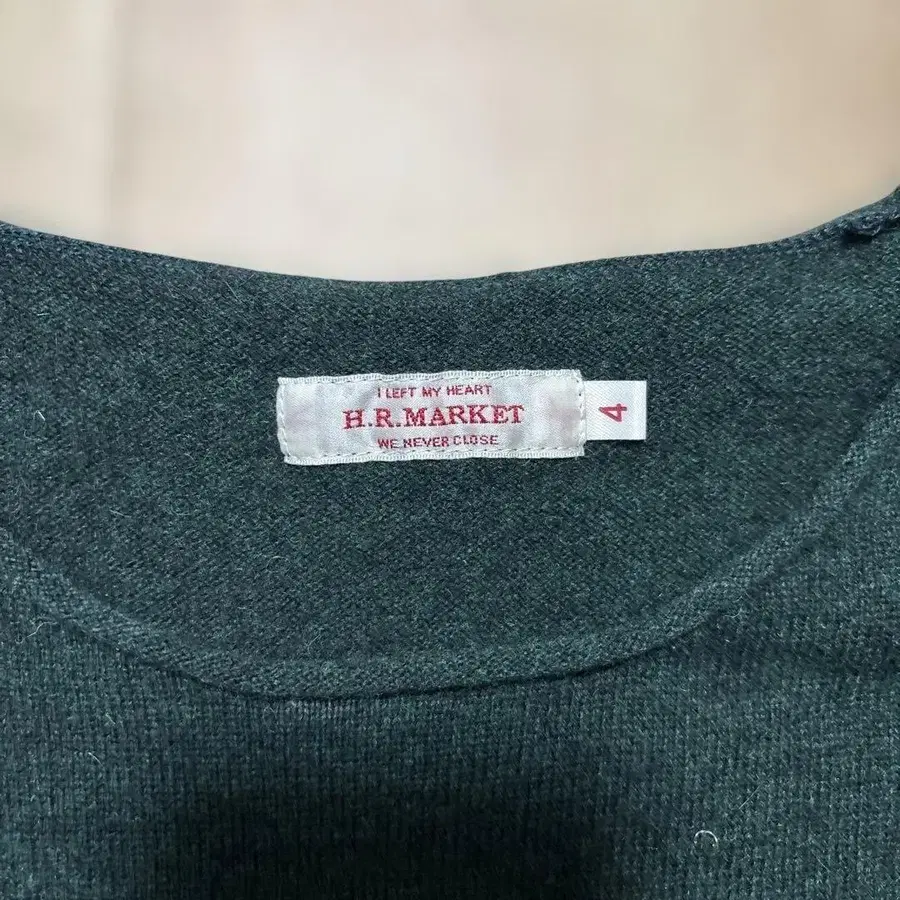 I LEFT MY HEART
H.R.MARKET
WE NEVER CLOSE
4